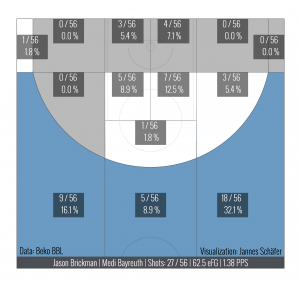 0 / 56 3 / 56 4 / 56 0 / 56
0.0 % 5.4 % 7.1 % 0.0 %
1 / 56 0 / 56
1.8 % 0.0 %
0 / 56 5 / 56 7 / 56 3 / 56
0.0 % 8.9 % 12.5 % 5.4 %
1 / 56
1.8 %
9 / 56 5 / 56 18 / 56
16.1 % 8.9 % 32.1 %
Data: Beko BBL Visualization: Jannes Schäfer
Jason Brickman | Medi Bayreuth | Shots: 27 / 56 | 62.5 eFG | 1.38 PPS